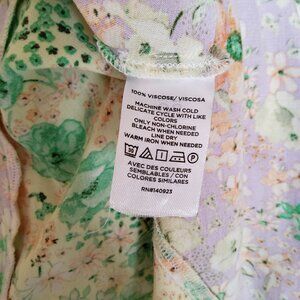 100% VISCOSE/ VISCOSA
MACHINE WASH COLD
DELICATE CYCLE WITH LIKE
COLORS
ONLY NON-CHLORINE
BLEACH WHEN NEEDED
LINE DRY
WARM IRON WHEN NEEDED
30 P
AVEC DES COULEURS
SEMBLABLES / CON
COLORES SIMILARES
RN#140923